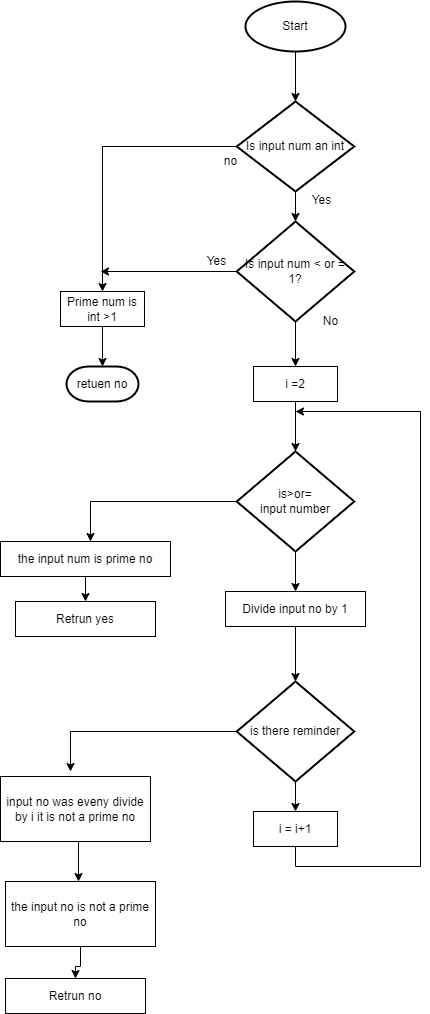 Start
Is input num an int
no
Yes
Is input num < or =
1?
Yes
No
Prime num is
int >1
retuen no
i =2
is>or=
input number
the input num is prime no
Retrun yes
Divide input no by 1
is there reminder
input no was eveny divide
by i it is not a prime no
i = i+1
the input no is not a prime
no
Retrun no